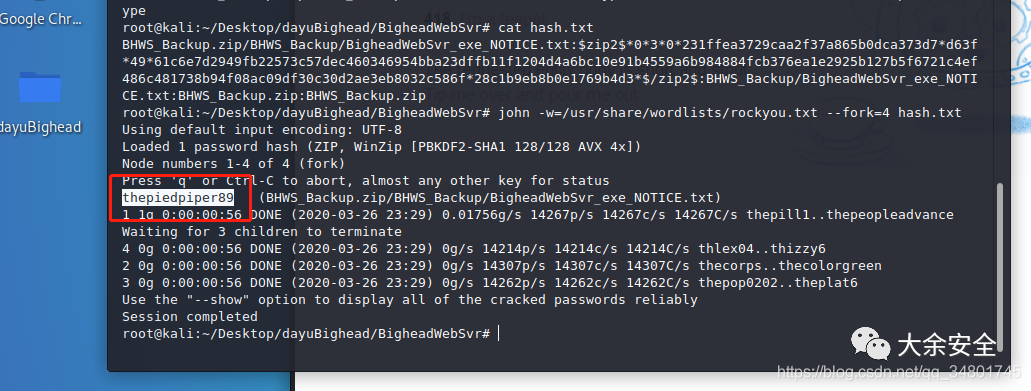 ype
Google Chr...
root@kali:~/Desktop/dayuBighead/BigheadWebSvr# cat hash.txt
BHWS_Backup.zip/BHWS_Backup/BigheadWebSvr_exe_NOTICE.txt:$zip2$*0*3*0*231ffea3729caa2f37a865b0dca373d7*d63f
*49*61c6e7d2949fb22573c57dec460346954bba23dffb11f1204d4a6bc10e91b4559a6b984884fcb376ea1e2925b127b5f6721c4ef
486c481738b94f08ac09df30c30d2ae3eb8032c586f*28c1b9eb8b0e1769b4d3*$/zip2$:BHWS_Backup/BigheadWebSvr_exe_NOTI
CE.txt:BHWS_Backup.zip:BHWS_Backup.zip
dayuBighead
root@kali:~/Desktop/dayuBighead/BigheadWebSvr# john -w=/usr/share/wordlists/rockyou.txt --fork=4 hash.txt
Using default input encoding: UTF-8
Loaded 1 password hash (ZIP, WinZip [PBKDF2-SHA1 128/128 AVX 4x])
Node numbers 1-4 of 4 (fork)
Press 'q' or Ctrl-C to abort, almost any other key for status
thepiedpiper89 (BHWS_Backup.zip/BHWS_Backup/BigheadWebSvr_exe_NOTICE.txt)
1 1g 0:00:00:56 DONE (2020-03-26 23:29) 0.01756g/s 14267p/s 14267c/s 14267C/s thepill1..thepeopleadvance
Waiting for 3 children to terminate
4 0g 0:00:00:56 DONE (2020-03-26 23:29) 0g/s 14214p/s 14214c/s 14214C/s thlex04..thizzy6
2 0g 0:00:00:56 DONE (2020-03-26 23:29) 0g/s 14307p/s 14307c/s 14307C/s thecorps..thecolorgreen
3 0g 0:00:00:56 DONE (2020-03-26 23:29) 0g/s 14262p/s 14262c/s 14262C/s thepop0202..theplat6
Use the "--show" option to display all of the cracked passwords reliably
Session completed
root@kali:~/Desktop/dayuBighead/BigheadWebSvr#
大余安全
https://blog.csdn.net/qq_34801745